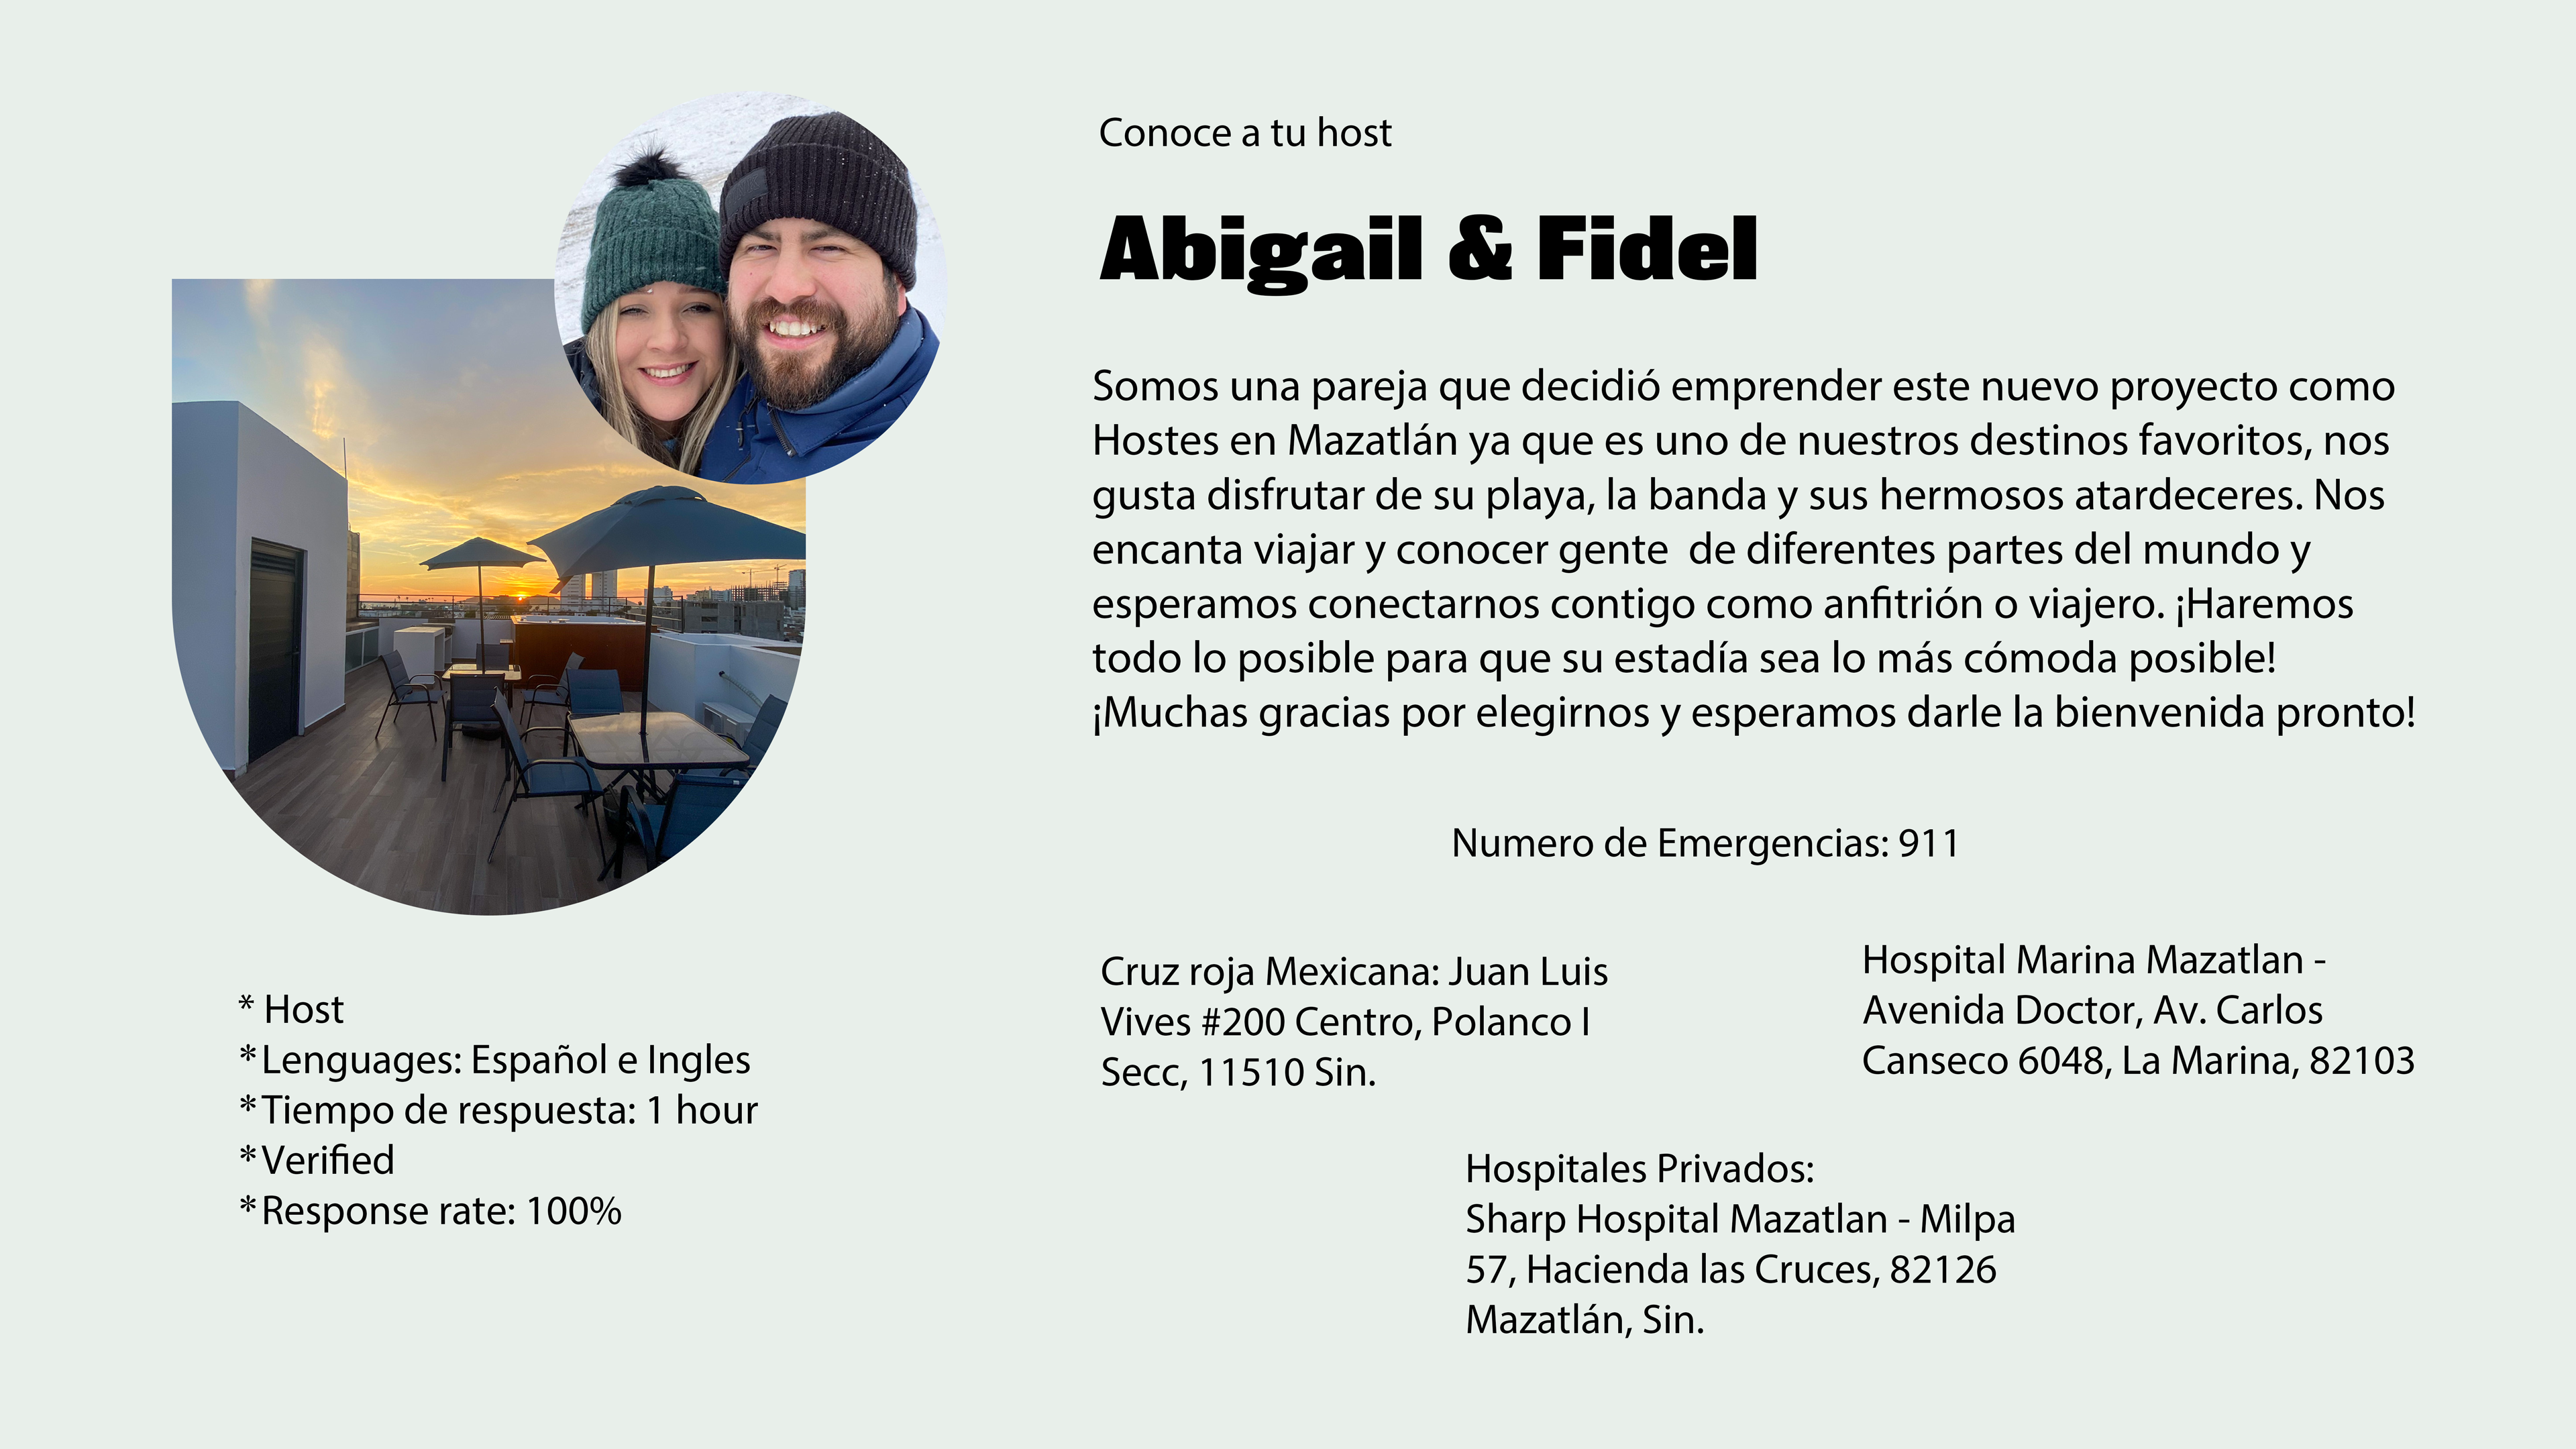 Conoce a tu host
Abigail & Fidel
Somos una pareja que decidió emprender este nuevo proyecto como
Hostes en Mazatlán ya que es uno de nuestros destinos favoritos, nos
gusta disfrutar de su playa, la banda y sus hermosos atardeceres. Nos
encanta viajar y conocer gente  de diferentes partes del mundo y
esperamos conectarnos contigo como anfitrión o viajero. ¡Haremos
todo lo posible para que su estadía sea lo más cómoda posible!
¡Muchas gracias por elegirnos y esperamos darle la bienvenida pronto!
Numero de Emergencias: 911
Cruz roja Mexicana: Juan Luis
Vives #200 Centro, Polanco I
Secc, 11510 Sin.
Hospital Marina Mazatlan -
Avenida Doctor, Av. Carlos
Canseco 6048, La Marina, 82103
Hospitales Privados:
Sharp Hospital Mazatlan - Milpa
57, Hacienda las Cruces, 82126
Mazatlán, Sin.
* Host
*Lenguages: Español e Ingles
*Tiempo de respuesta: 1 hour
*Verified
*Response rate: 100%